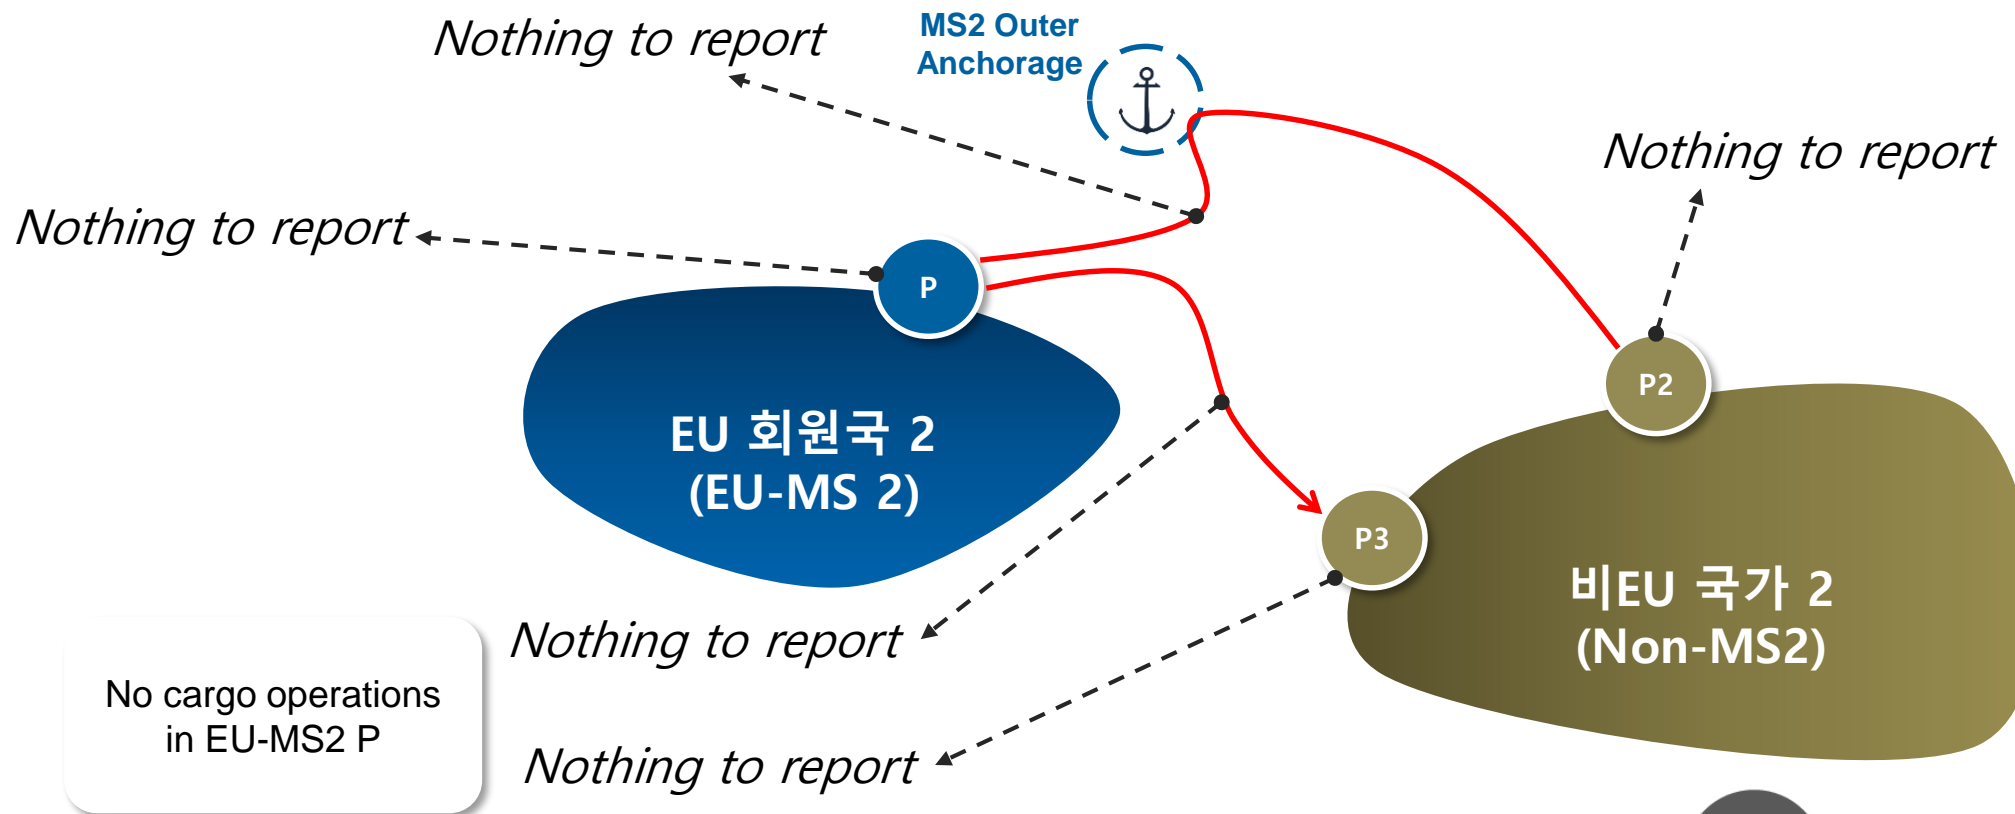 Nothing to report
MS2 Outer
Anchorage
Nothing to report
Nothing to report
P
P2
EU 회원국 2
(EU-MS 2)
P3
비EU 국가 2
(Non-MS2)
Nothing to report
No cargo operations
in EU-MS2 P
Nothing to report